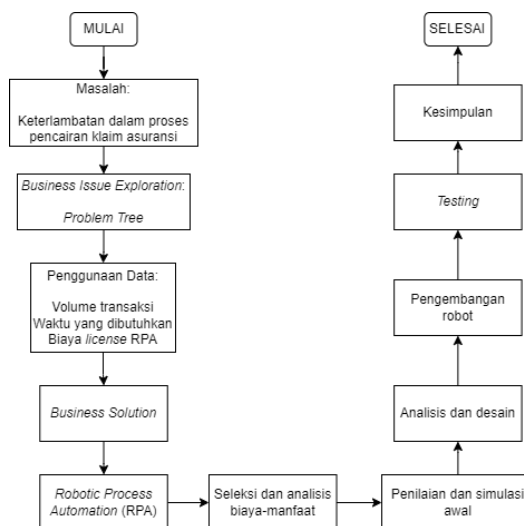 MULAI
Masalah:
Keterlambatan dalam proses
pencairan klaim asuransi
Business Issue Exploration:
Problem Tree
Penggunaan Data:
Volume transaksi
Waktu yang dibutuhkan
Biaya license RPA
Business Solution
Robotic Process
Automation (RPA)
Seleksi dan analisis
biaya-manfaat
Penilaian dan simulasi
awal
Analisis dan desain
Pengembangan
robot
Testing
Kesimpulan
SELESAI